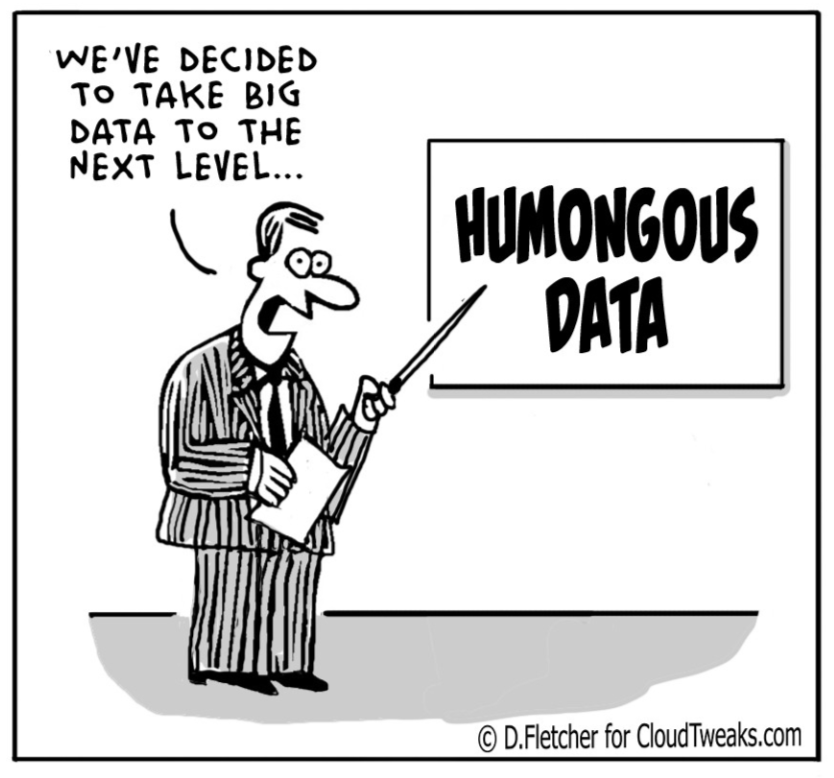 WE'VE DECIDED
TO TAKE BIG
DATA TO THE
NEXT LEVEL...
HUMONGOUS
DATA
© D.Fletcher for CloudTweaks.com